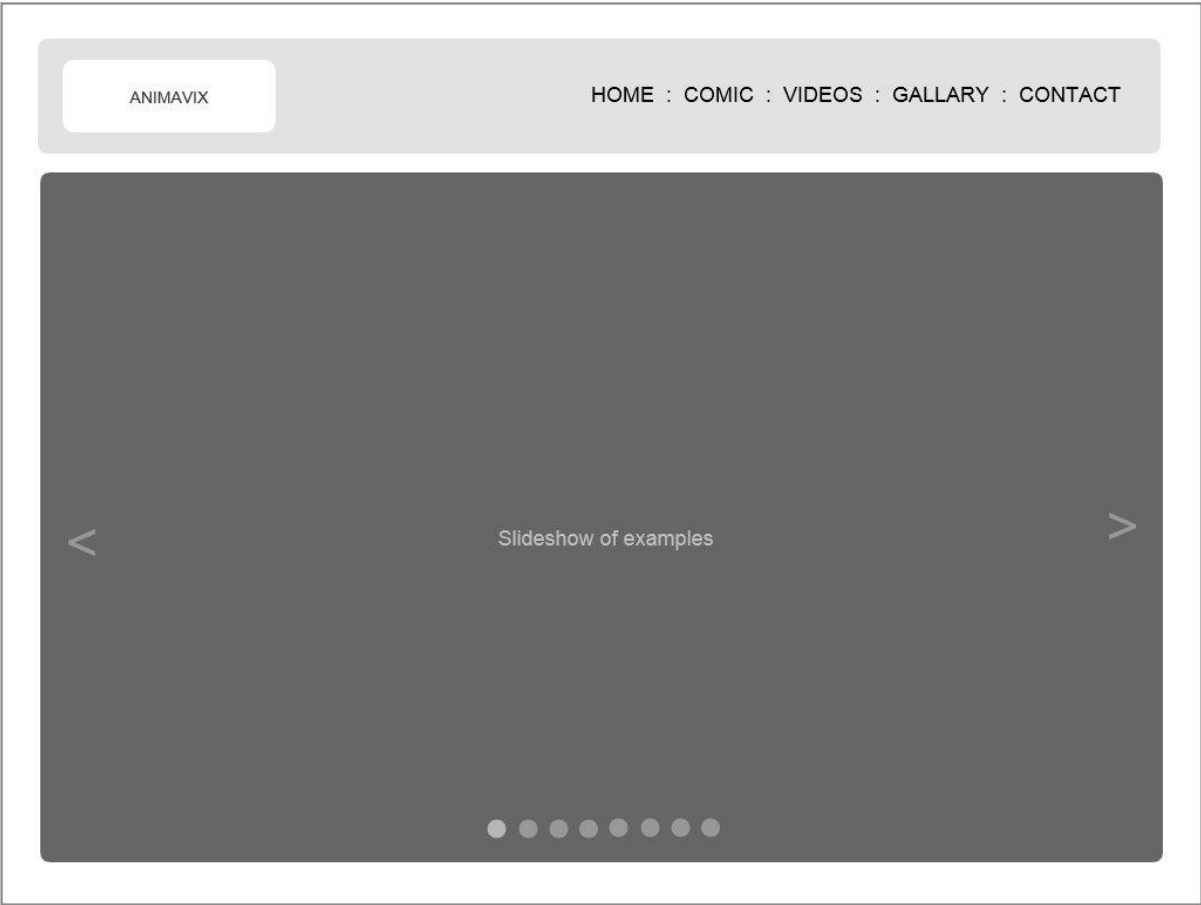 ANIMAVIX
HOME : COMIC : VIDEOS : GALLARY : CONTACT
< Slideshow of examples >